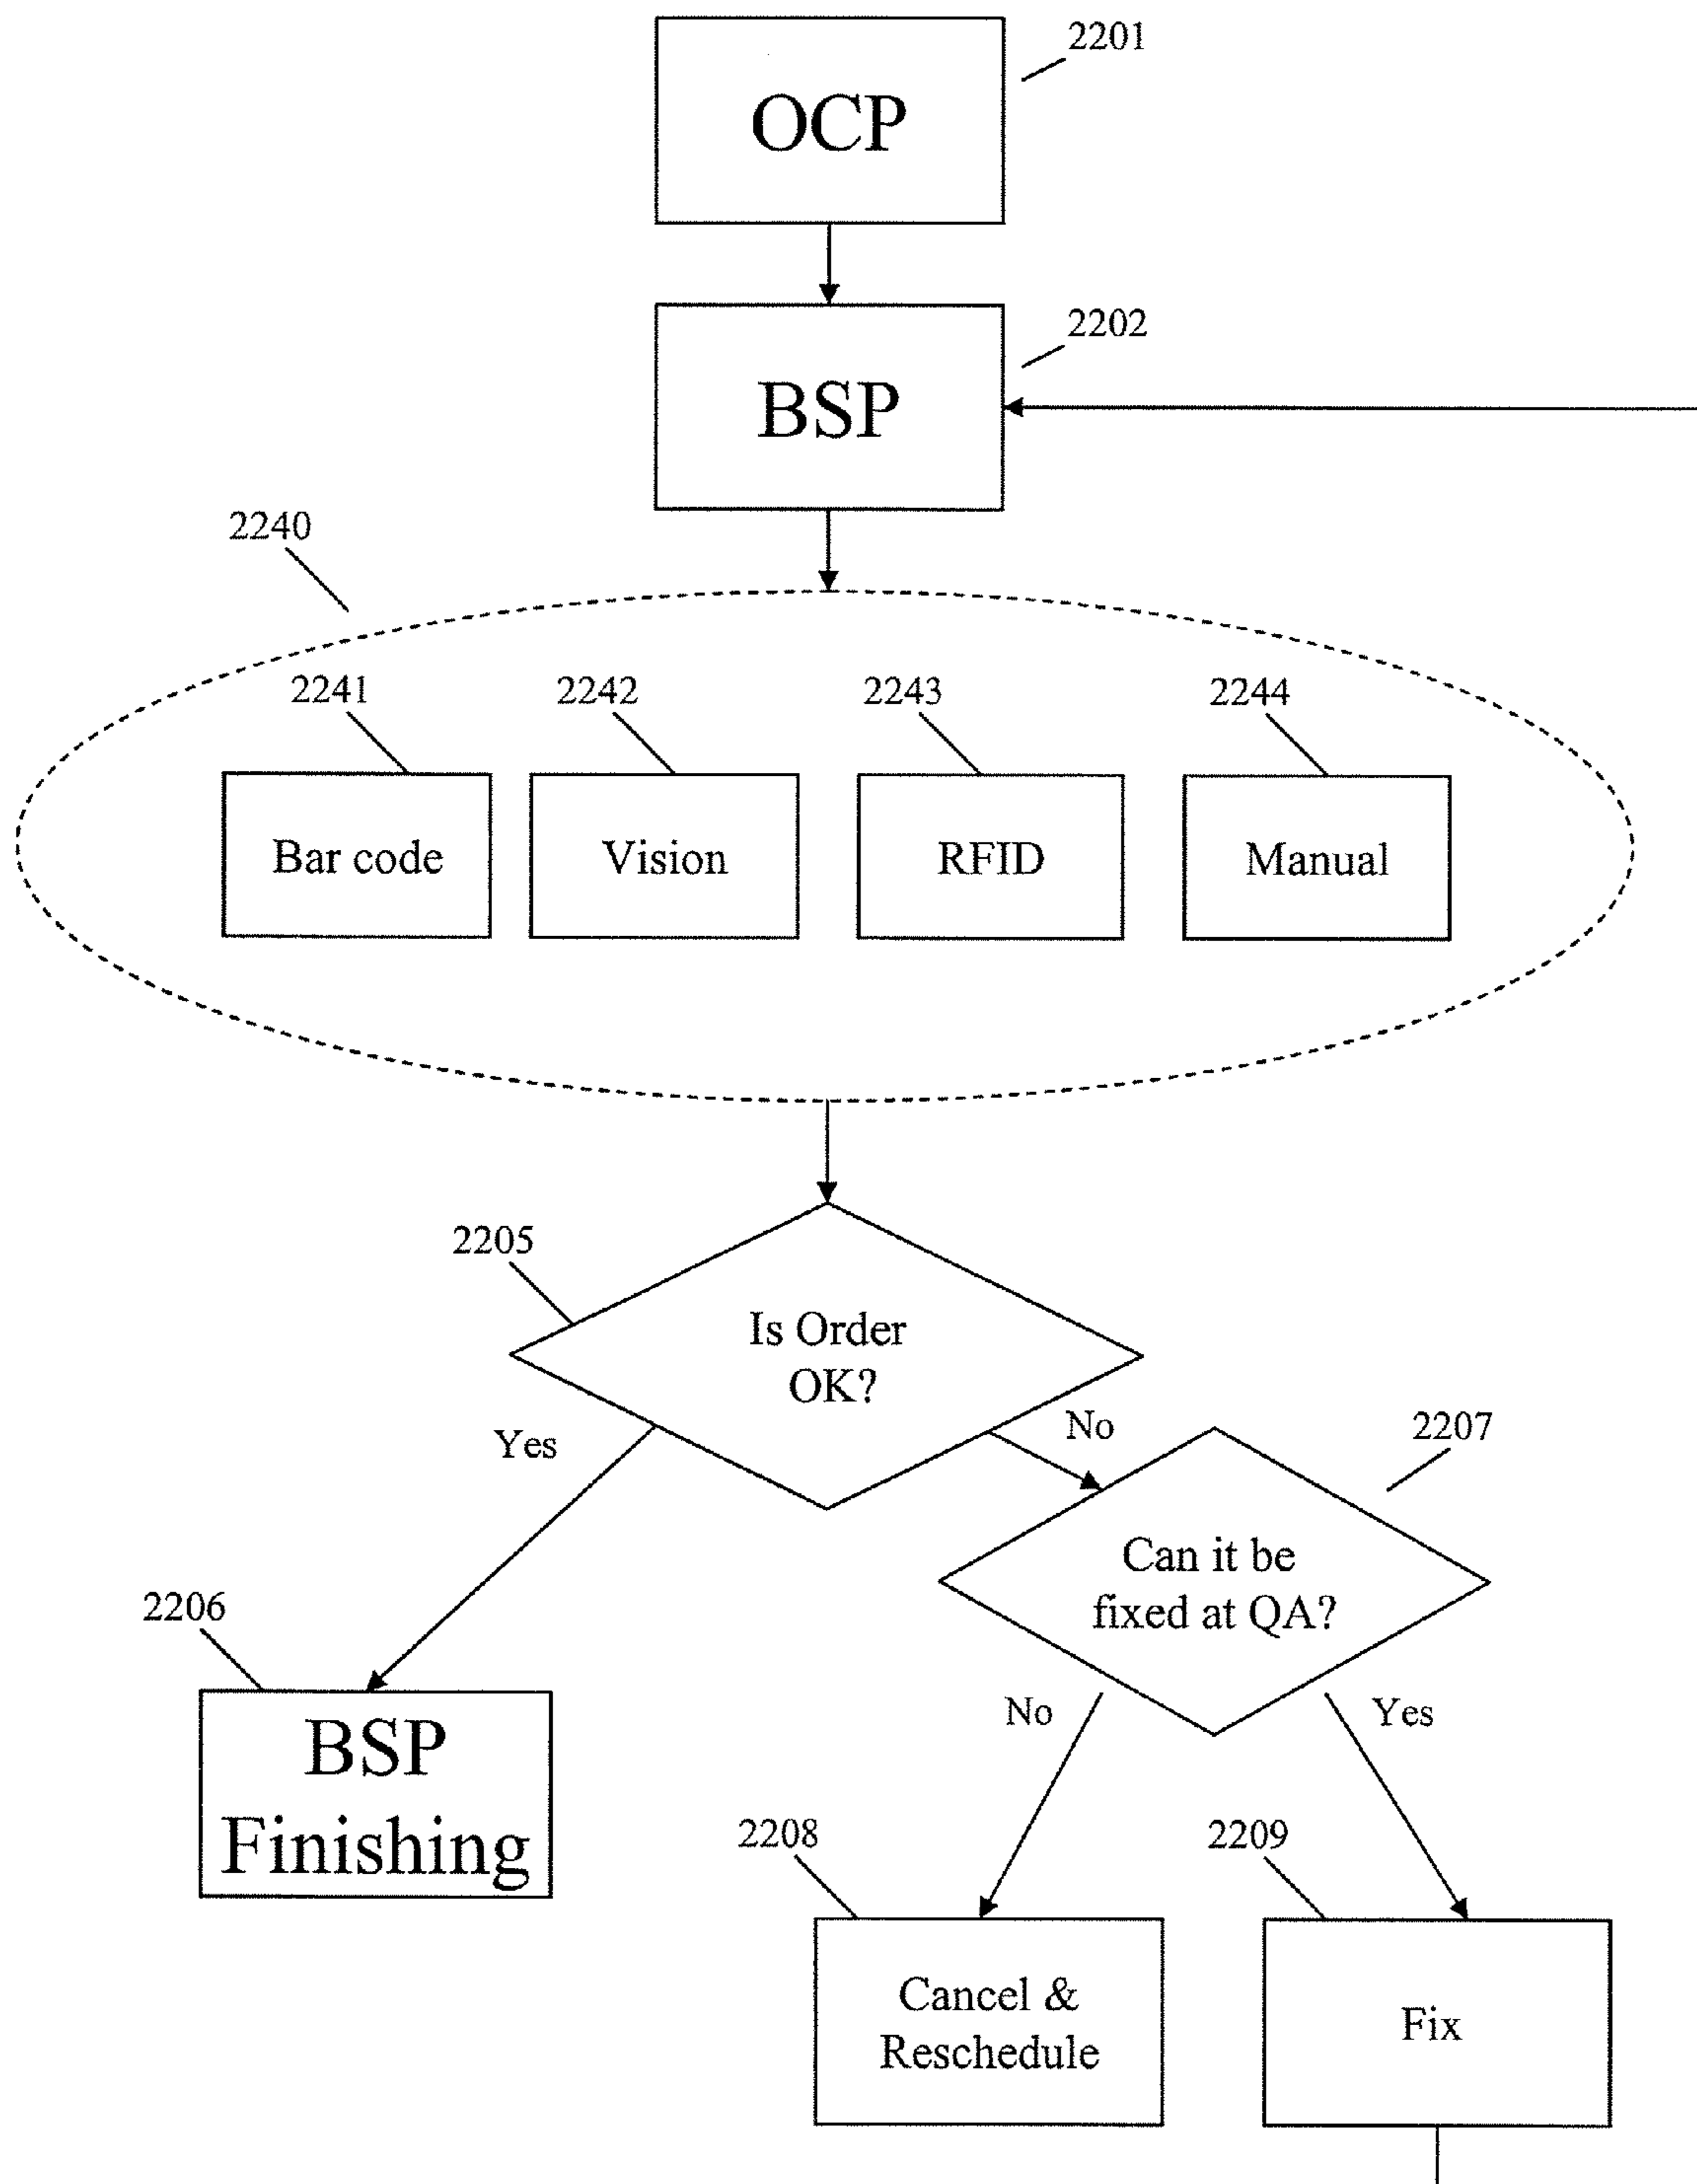 2201
OCP
2202
BSP
2240
2241
2242
2243
2244
Bar code
Vision
RFID
Manual
2205
Is Order
OK?
Yes
No
2207
Can it be
fixed at QA?
2206
BSP
Finishing
No
Yes
2208
2209
Cancel &
Reschedule
Fix